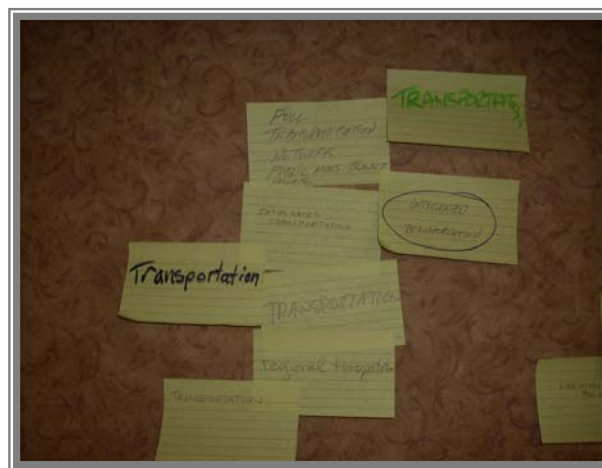 TRANSPORTATION
FULL
TRANSPORTATION
NETWORK
PUBLIC MASS TRANSIT
INTEGRATED
TRANSPORTATION
INTEGRATED
TRANSPORTATION
Transportation
TRANSPORTATION
regional transportation
TRANSPORTATION